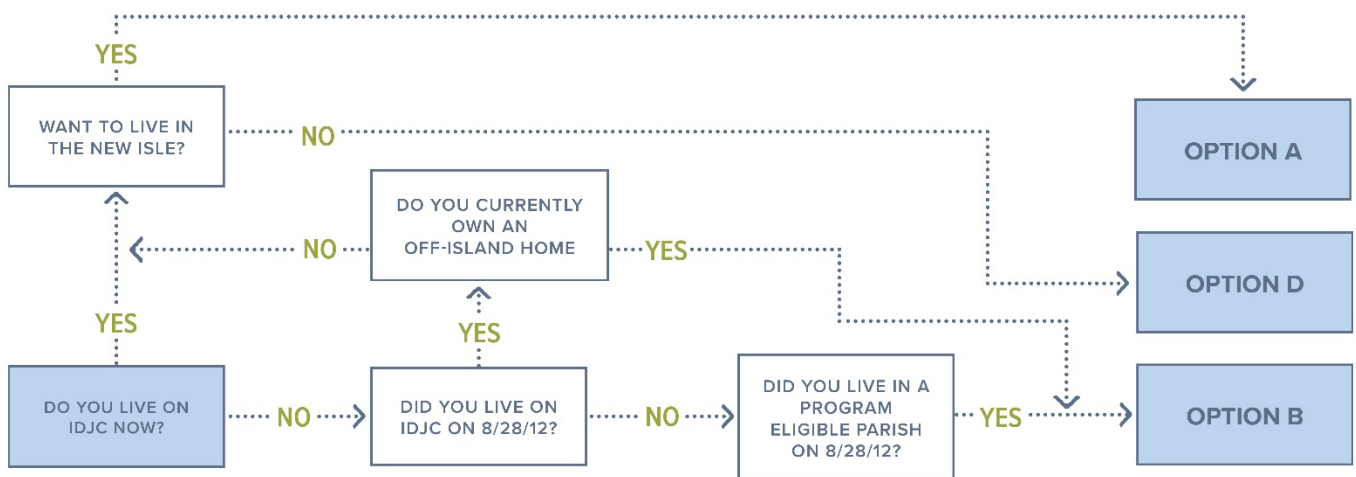 YES
WANT TO LIVE IN
THE NEW ISLE?
NO
OPTION A
DO YOU CURRENTLY
OWN AN
OFF-ISLAND HOME
NO
YES
OPTION D
YES
YES
DO YOU LIVE ON
IDJC NOW?
NO
DID YOU LIVE ON
IDJC ON 8/28/12?
NO
DID YOU LIVE IN A
PROGRAM
ELIGIBLE PARISH
ON 8/28/12?
YES
OPTION B